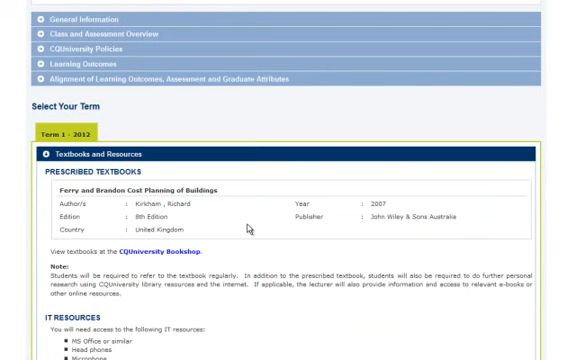 General Information
Class and Assessment Overview
CQUniversity Policies
Learning Outcomes
Alignment of Learning Outcomes, Assessment and Graduate Attributes
Select Your Term
Term 1 - 2012
Textbooks and Resources
PRESCRIBED TEXTBOOKS
Ferry and Brandon Cost Planning of Buildings
Author/s : Kirkham , Richard Year : 2007
Edition : 8th Edition Publisher : John Wiley & Sons Australia
Country : United Kingdom
View textbooks at the CQUniversity Bookshop.
Note:
Students will be required to refer to the textbook regularly. In addition to the prescribed textbook, students will also be required to do further personal
research using CQUniversity library resources and the internet. If applicable, the lecturer will also provide information and access to relevant e-books or
other online resources.
IT RESOURCES
You will need access to the following IT resources:
MS Office or similar
Head phones
Microphone